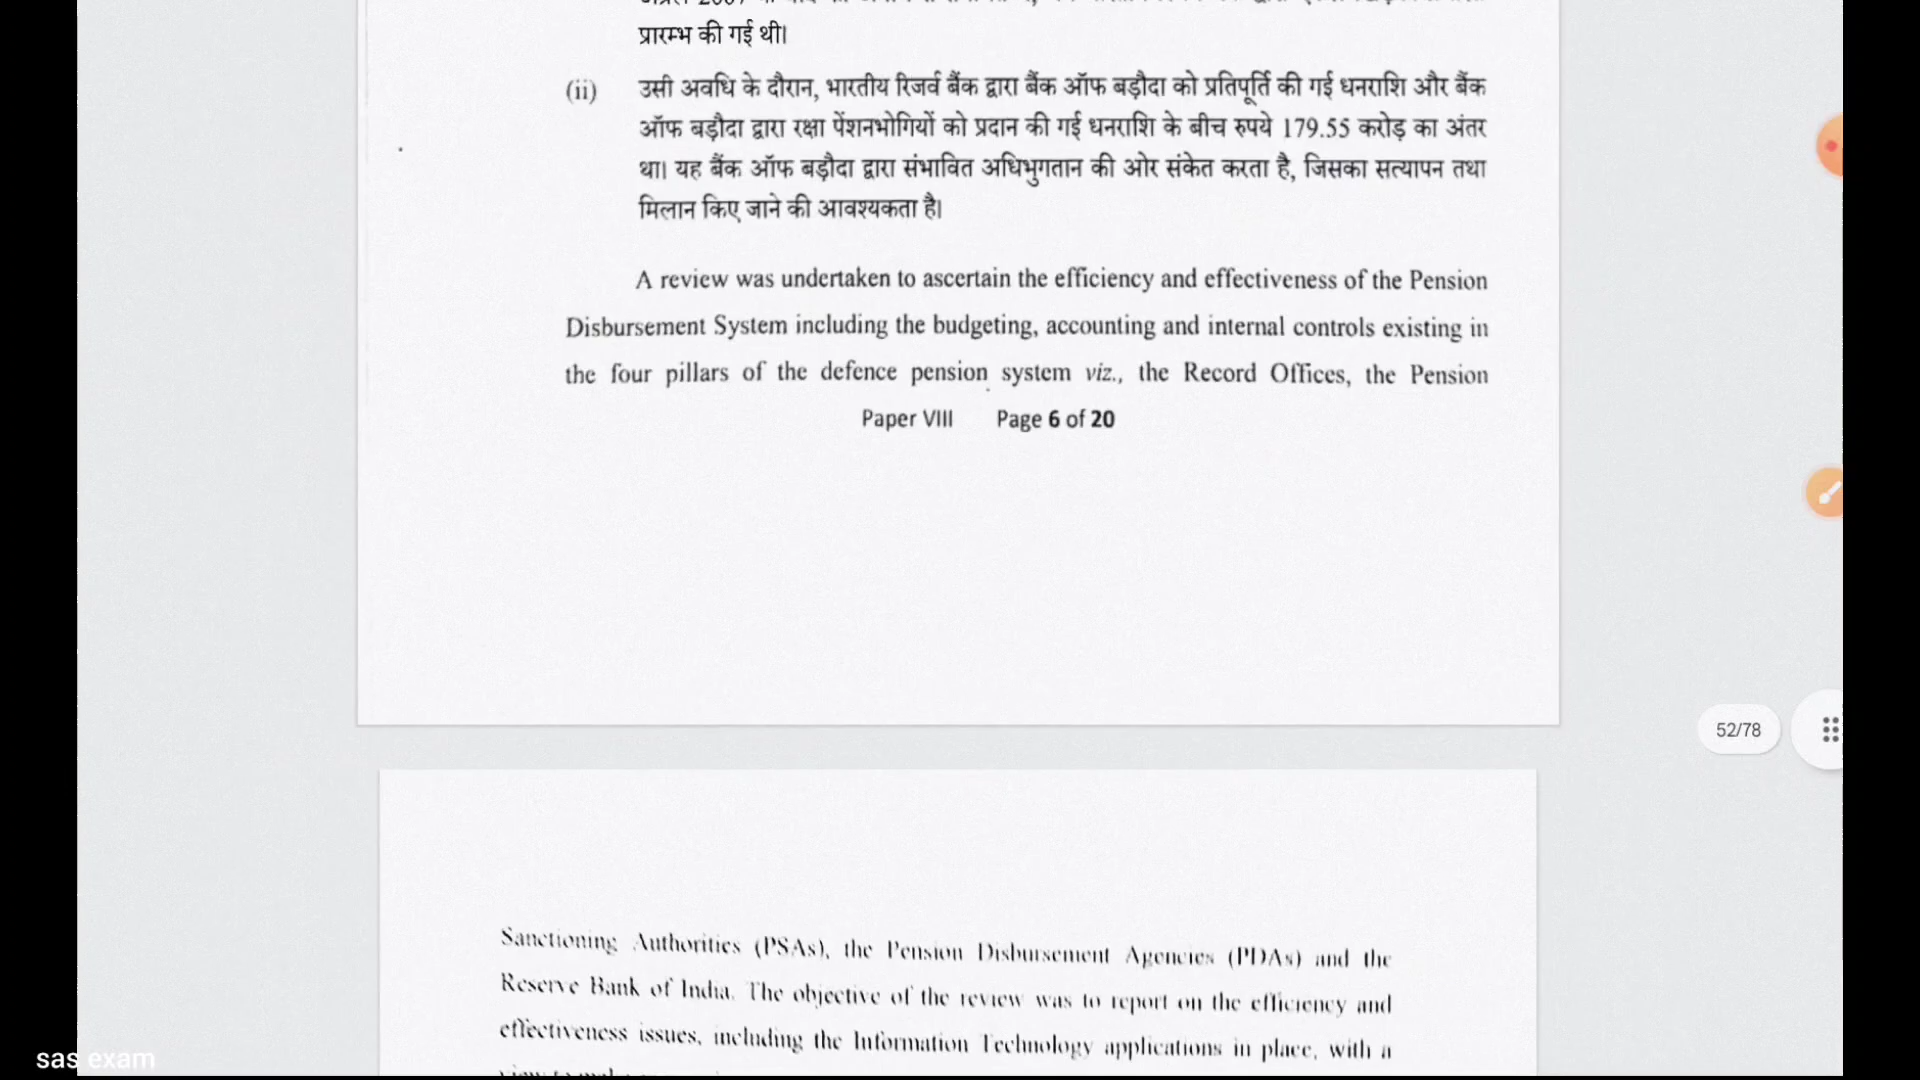 प्रारम्भ की गई थी।
(ii) उसी अवधि के दौरान, भारतीय रिजर्व बैंक द्वारा बैंक ऑफ बड़ौदा को प्रतिपूर्ति की गई धनराशि और बैंक
ऑफ बड़ौदा द्वारा रक्षा पेंशनभोगियों को प्रदान की गई धनराशि के बीच रुपये 179.55 करोड़ का अंतर
था। यह बैंक ऑफ बड़ौदा द्वारा संभावित अधिभुगतान की ओर संकेत करता है, जिसका सत्यापन तथा
मिलान किए जाने की आवश्यकता है।
A review was undertaken to ascertain the efficiency and effectiveness of the Pension
Disbursement System including the budgeting, accounting and internal controls existing in
the four pillars of the defence pension system viz., the Record Offices, the Pension
Paper VIII Page 6 of 20
52/78
Sanctioning Authorities (PSAs), the Pension Disbursement Agencies (PDAs) and the
Reserve Bank of India. The objective of the review was to report on the efficiency and
effectiveness issues, including the Information Technology applications in place, with a
sas exam